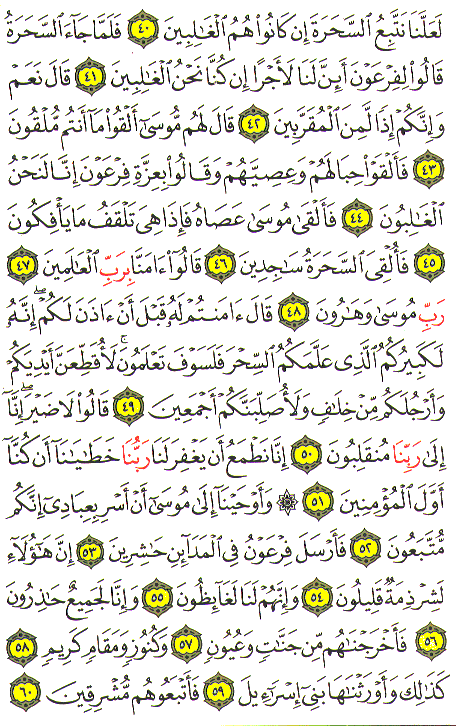 لَعَلَّنَا نَتَّبِعُ ٱلسَّحَرَةَ إِن كَانُوا۟ هُمُ ٱلْغَـٰلِبِينَ ٤٠ فَلَمَّا جَآءَ ٱلسَّحَرَةُ
قَالُوا۟ لِفِرْعَوْنَ أَئِنَّ لَنَا لَأَجْرًا إِن كُنَّا نَحْنُ ٱلْغَـٰلِبِينَ ٤١ قَالَ نَعَمْ
وَإِنَّكُمْ إِذًا لَّمِنَ ٱلْمُقَرَّبِينَ ٤٢ قَالَ لَهُم مُّوسَىٰٓ أَلْقُوا۟ مَآ أَنتُم مُّلْقُونَ
٤٣ فَأَلْقَوْا۟ حِبَالَهُمْ وَعِصِيَّهُمْ وَقَالُوا۟ بِعِزَّةِ فِرْعَوْنَ إِنَّا لَنَحْنُ
ٱلْغَـٰلِبُونَ ٤٤ فَأَلْقَىٰ مُوسَىٰ عَصَاهُ فَإِذَا هِىَ تَلْقَفُ مَا يَأْفِكُونَ
٤٥ فَأُلْقِىَ ٱلسَّحَرَةُ سَـٰجِدِينَ ٤٦ قَالُوٓا۟ ءَامَنَّا بِرَبِّ ٱلْعَـٰلَمِينَ ٤٧
رَبِّ مُوسَىٰ وَهَـٰرُونَ ٤٨ قَالَ ءَامَنتُمْ لَهُۥ قَبْلَ أَنْ ءَاذَنَ لَكُمْ ۖ إِنَّهُۥ
لَكَبِيرُكُمُ ٱلَّذِى عَلَّمَكُمُ ٱلسِّحْرَ فَلَسَوْفَ تَعْلَمُونَ ۚ لَأُقَطِّعَنَّ أَيْدِيَكُمْ
وَأَرْجُلَكُم مِّنْ خِلَـٰفٍ وَلَأُصَلِّبَنَّكُمْ أَجْمَعِينَ ٤٩ قَالُوا۟ لَا ضَيْرَ ۖ إِنَّآ
إِلَىٰ رَبِّنَا مُنقَلِبُونَ ٥٠ إِنَّا نَطْمَعُ أَن يَغْفِرَ لَنَا رَبُّنَا خَطَـٰيَـٰنَآ أَن كُنَّآ
أَوَّلَ ٱلْمُؤْمِنِينَ ٥١ ۞ وَأَوْحَيْنَآ إِلَىٰ مُوسَىٰٓ أَنْ أَسْرِ بِعِبَادِىٓ إِنَّكُم
مُّتَّبَعُونَ ٥٢ فَأَرْسَلَ فِرْعَوْنُ فِى ٱلْمَدَآئِنِ حَـٰشِرِينَ ٥٣ إِنَّ هَـٰٓؤُلَآءِ
لَشِرْذِمَةٌ قَلِيلُونَ ٥٤ وَإِنَّهُمْ لَنَا لَغَآئِظُونَ ٥٥ وَإِنَّا لَجَمِيعٌ حَـٰذِرُونَ
٥٦ فَأَخْرَجْنَـٰهُم مِّن جَنَّـٰتٍ وَعُيُونٍ ٥٧ وَكُنُوزٍ وَمَقَامٍ كَرِيمٍ ٥٨
كَذَٰلِكَ وَأَوْرَثْنَـٰهَا بَنِىٓ إِسْرَٰٓءِيلَ ٥٩ فَأَتْبَعُوهُم مُّشْرِقِينَ ٦٠